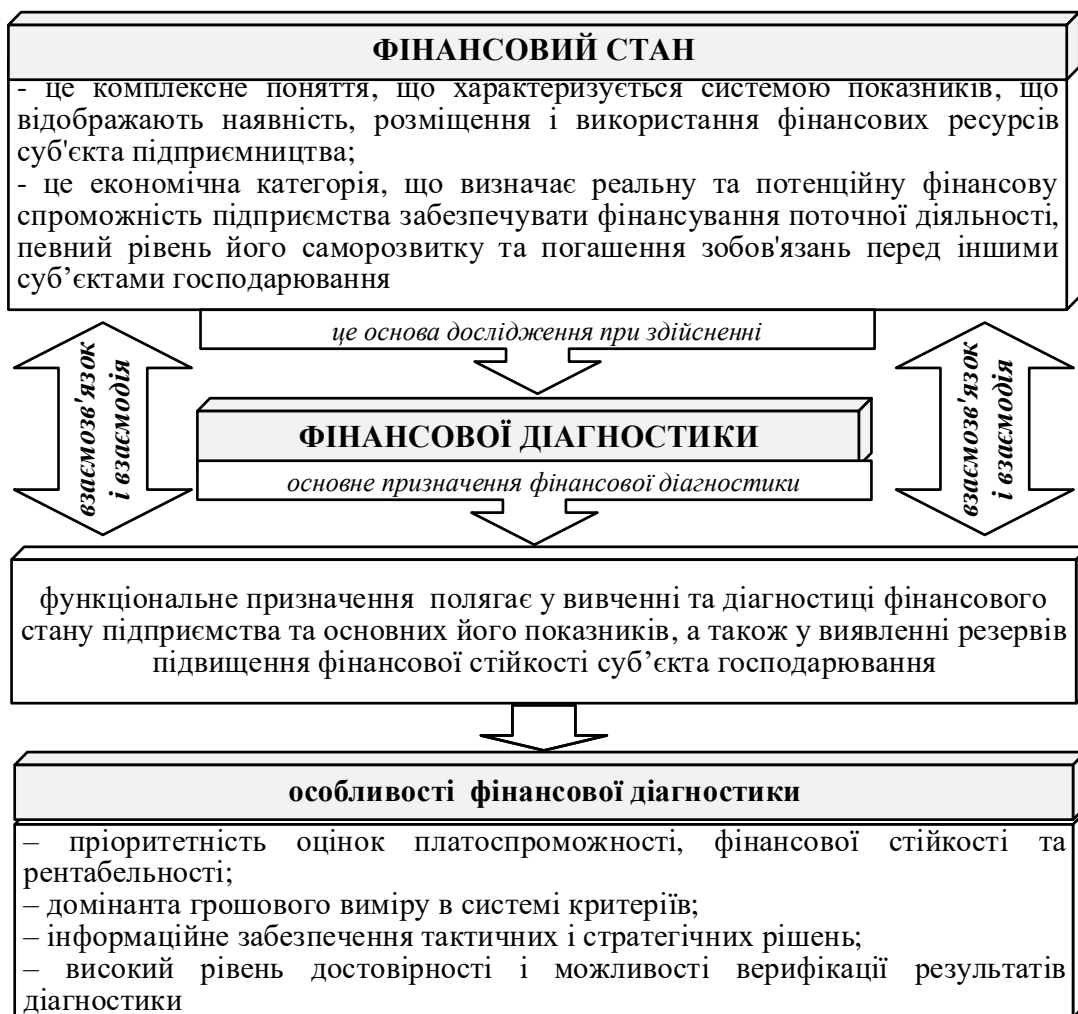 ФІНАНСОВИЙ СТАН
- це комплексне поняття, що характеризується системою показників, що
відображають наявність, розміщення і використання фінансових ресурсів
суб'єкта підприємництва;
- це економічна категорія, що визначає реальну та потенційну фінансову
спроможність підприємства забезпечувати фінансування поточної діяльності,
певний рівень його саморозвитку та погашення зобов'язань перед іншими
суб’єктами господарювання
це основа дослідження при здійсненні
взаємозв'язок
і взаємодія
взаємозв'язок
і взаємодія
ФІНАНСОВОЇ ДІАГНОСТИКИ
основне призначення фінансової діагностики
функціональне призначення полягає у вивченні та діагностиці фінансового
стану підприємства та основних його показників, а також у виявленні резервів
підвищення фінансової стійкості суб’єкта господарювання
особливості фінансової діагностики
– пріоритетність оцінок платоспроможності, фінансової стійкості та
рентабельності;
– домінанта грошового виміру в системі критеріїв;
– інформаційне забезпечення тактичних і стратегічних рішень;
– високий рівень достовірності і можливості верифікації результатів
діагностики